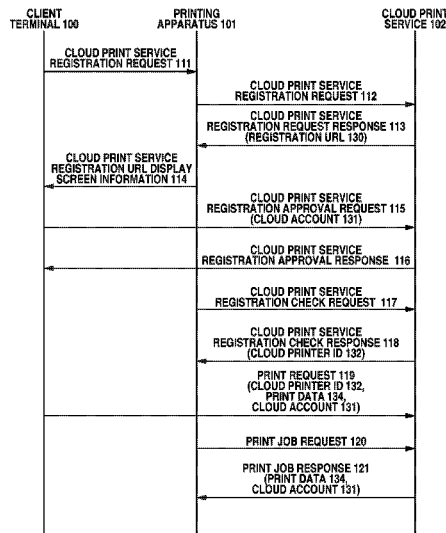 CLIENT
TERMINAL 100
PRINTING
APPARATUS 101
CLOUD PRINT
SERVICE 102
CLOUD PRINT SERVICE
REGISTRATION REQUEST 111
CLOUD PRINT SERVICE
REGISTRATION REQUEST 112
CLOUD PRINT SERVICE
REGISTRATION REQUEST RESPONSE 113
(REGISTRATION URL 130)
CLOUD PRINT SERVICE
REGISTRATION URL DISPLAY
SCREEN INFORMATION 114
CLOUD PRINT SERVICE
REGISTRATION APPROVAL REQUEST 115
(CLOUD ACCOUNT 131)
CLOUD PRINT SERVICE
REGISTRATION APPROVAL RESPONSE 116
CLOUD PRINT SERVICE
REGISTRATION CHECK REQUEST 117
CLOUD PRINT SERVICE
REGISTRATION CHECK RESPONSE 118
(CLOUD PRINTER ID 132)
PRINT REQUEST 119
(CLOUD PRINTER ID 132,
PRINT DATA 134,
CLOUD ACCOUNT 131)
PRINT JOB REQUEST 120
PRINT JOB RESPONSE 121
(PRINT DATA 134,
CLOUD ACCOUNT 131)